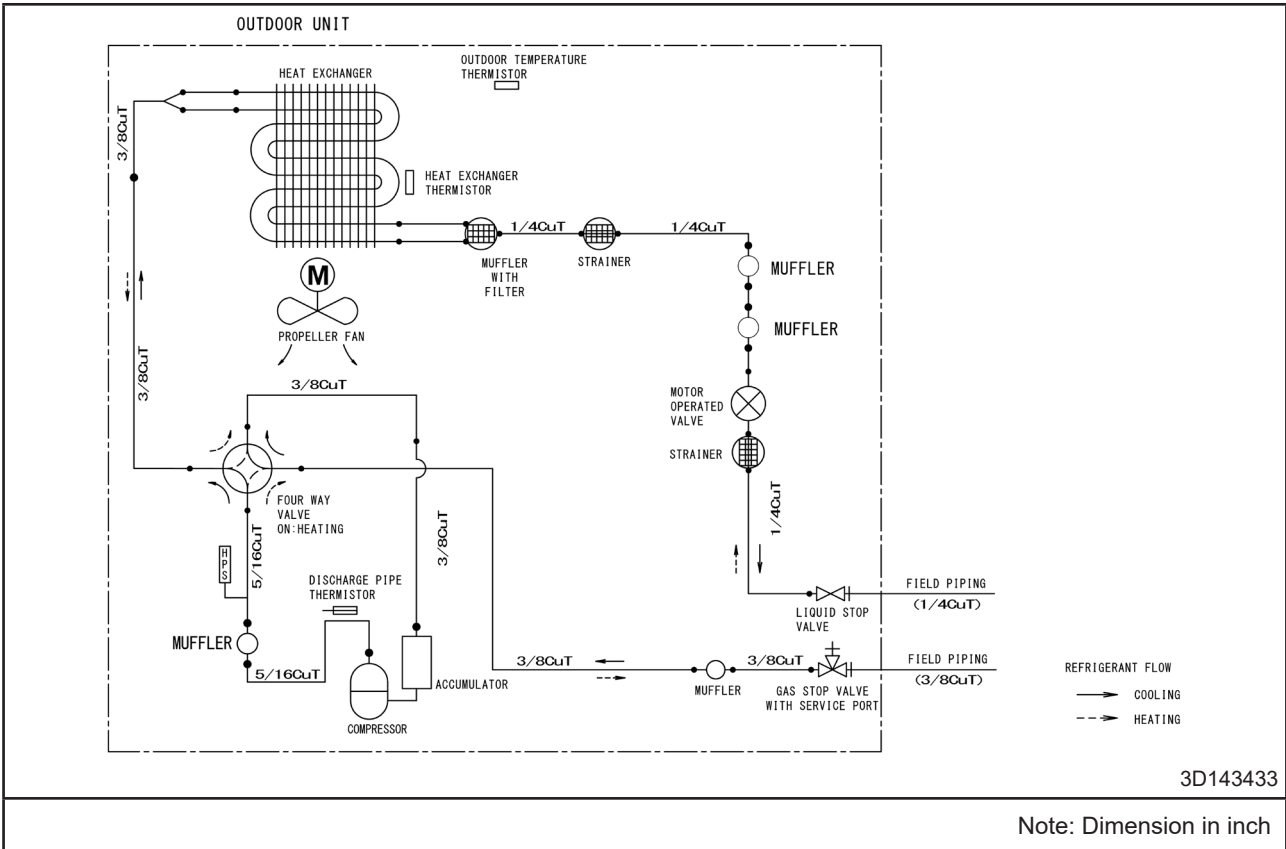 OUTDOOR UNIT
OUTDOOR TEMPERATURE
THERMISTOR
HEAT EXCHANGER
3/8CuT
HEAT EXCHANGER
THERMISTOR
1/4CuT
1/4CuT
MUFFLER
WITH
FILTER
STRAINER
MUFFLER
M
MUFFLER
PROPELLER FAN
3/8CuT
3/8CuT
MOTOR
OPERATED
VALVE
STRAINER
FOUR WAY
VALVE
ON:HEATING
1/4CuT
5/16CuT
3/8CuT
HPS
DISCHARGE PIPE
THERMISTOR
FIELD PIPING
(1/4CuT)
LIQUID STOP
VALVE
MUFFLER
5/16CuT
ACCUMULATOR
COMPRESSOR
3/8CuT
3/8CuT
MUFFLER
GAS STOP VALVE
WITH SERVICE PORT
FIELD PIPING
(3/8CuT)
REFRIGERANT FLOW
COOLING
HEATING
3D143433
Note: Dimension in inch